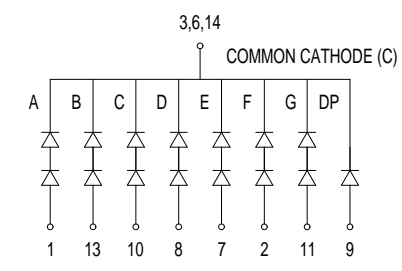 3,6,14
COMMON CATHODE (C)
A B C D E F G DP
1 13 10 8 7 2 11 9